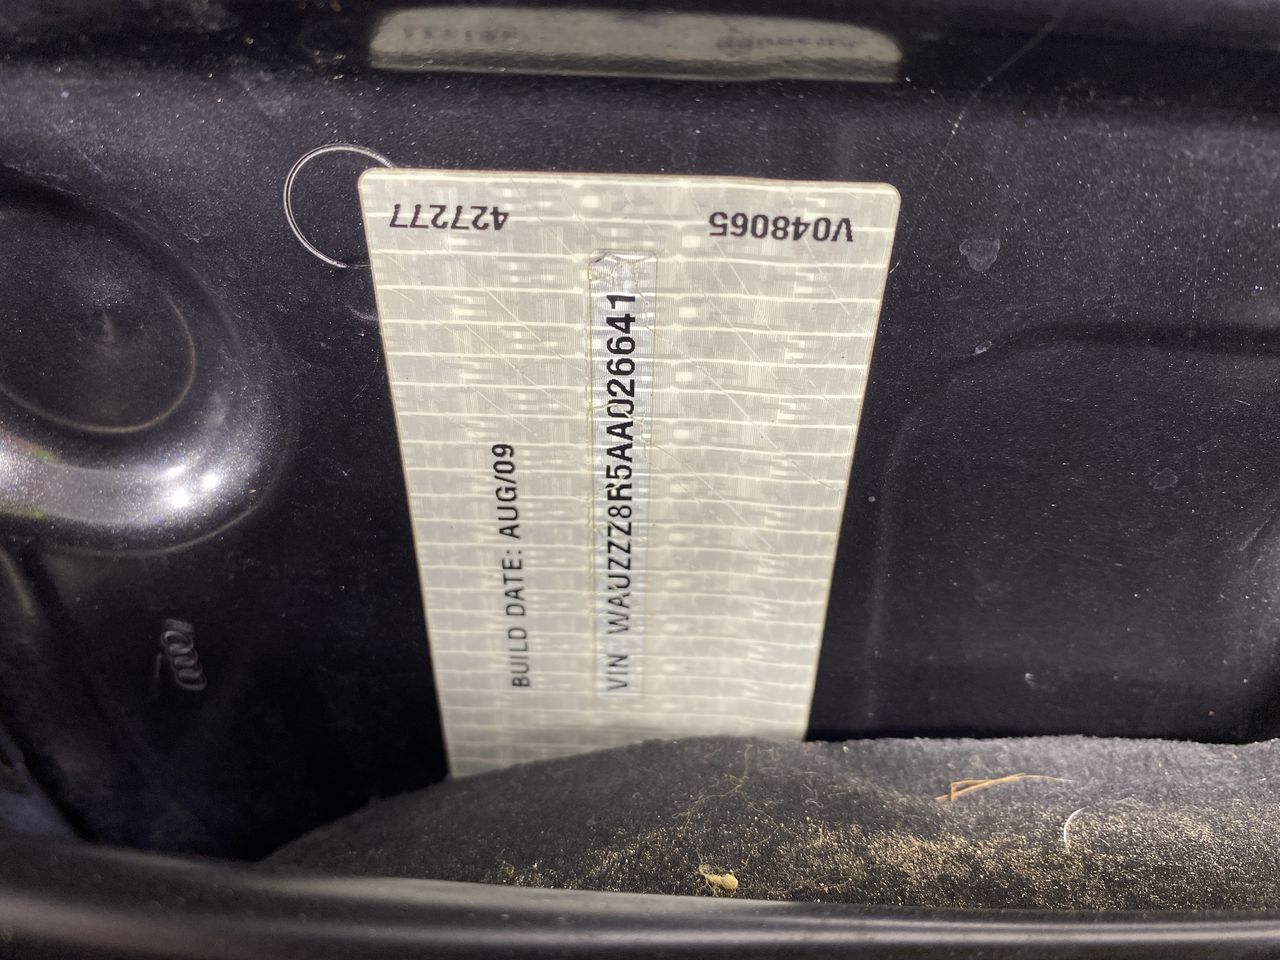 427277
V048065
BUILD DATE: AUG/09
VIN WAUZZZ8R5AA026641